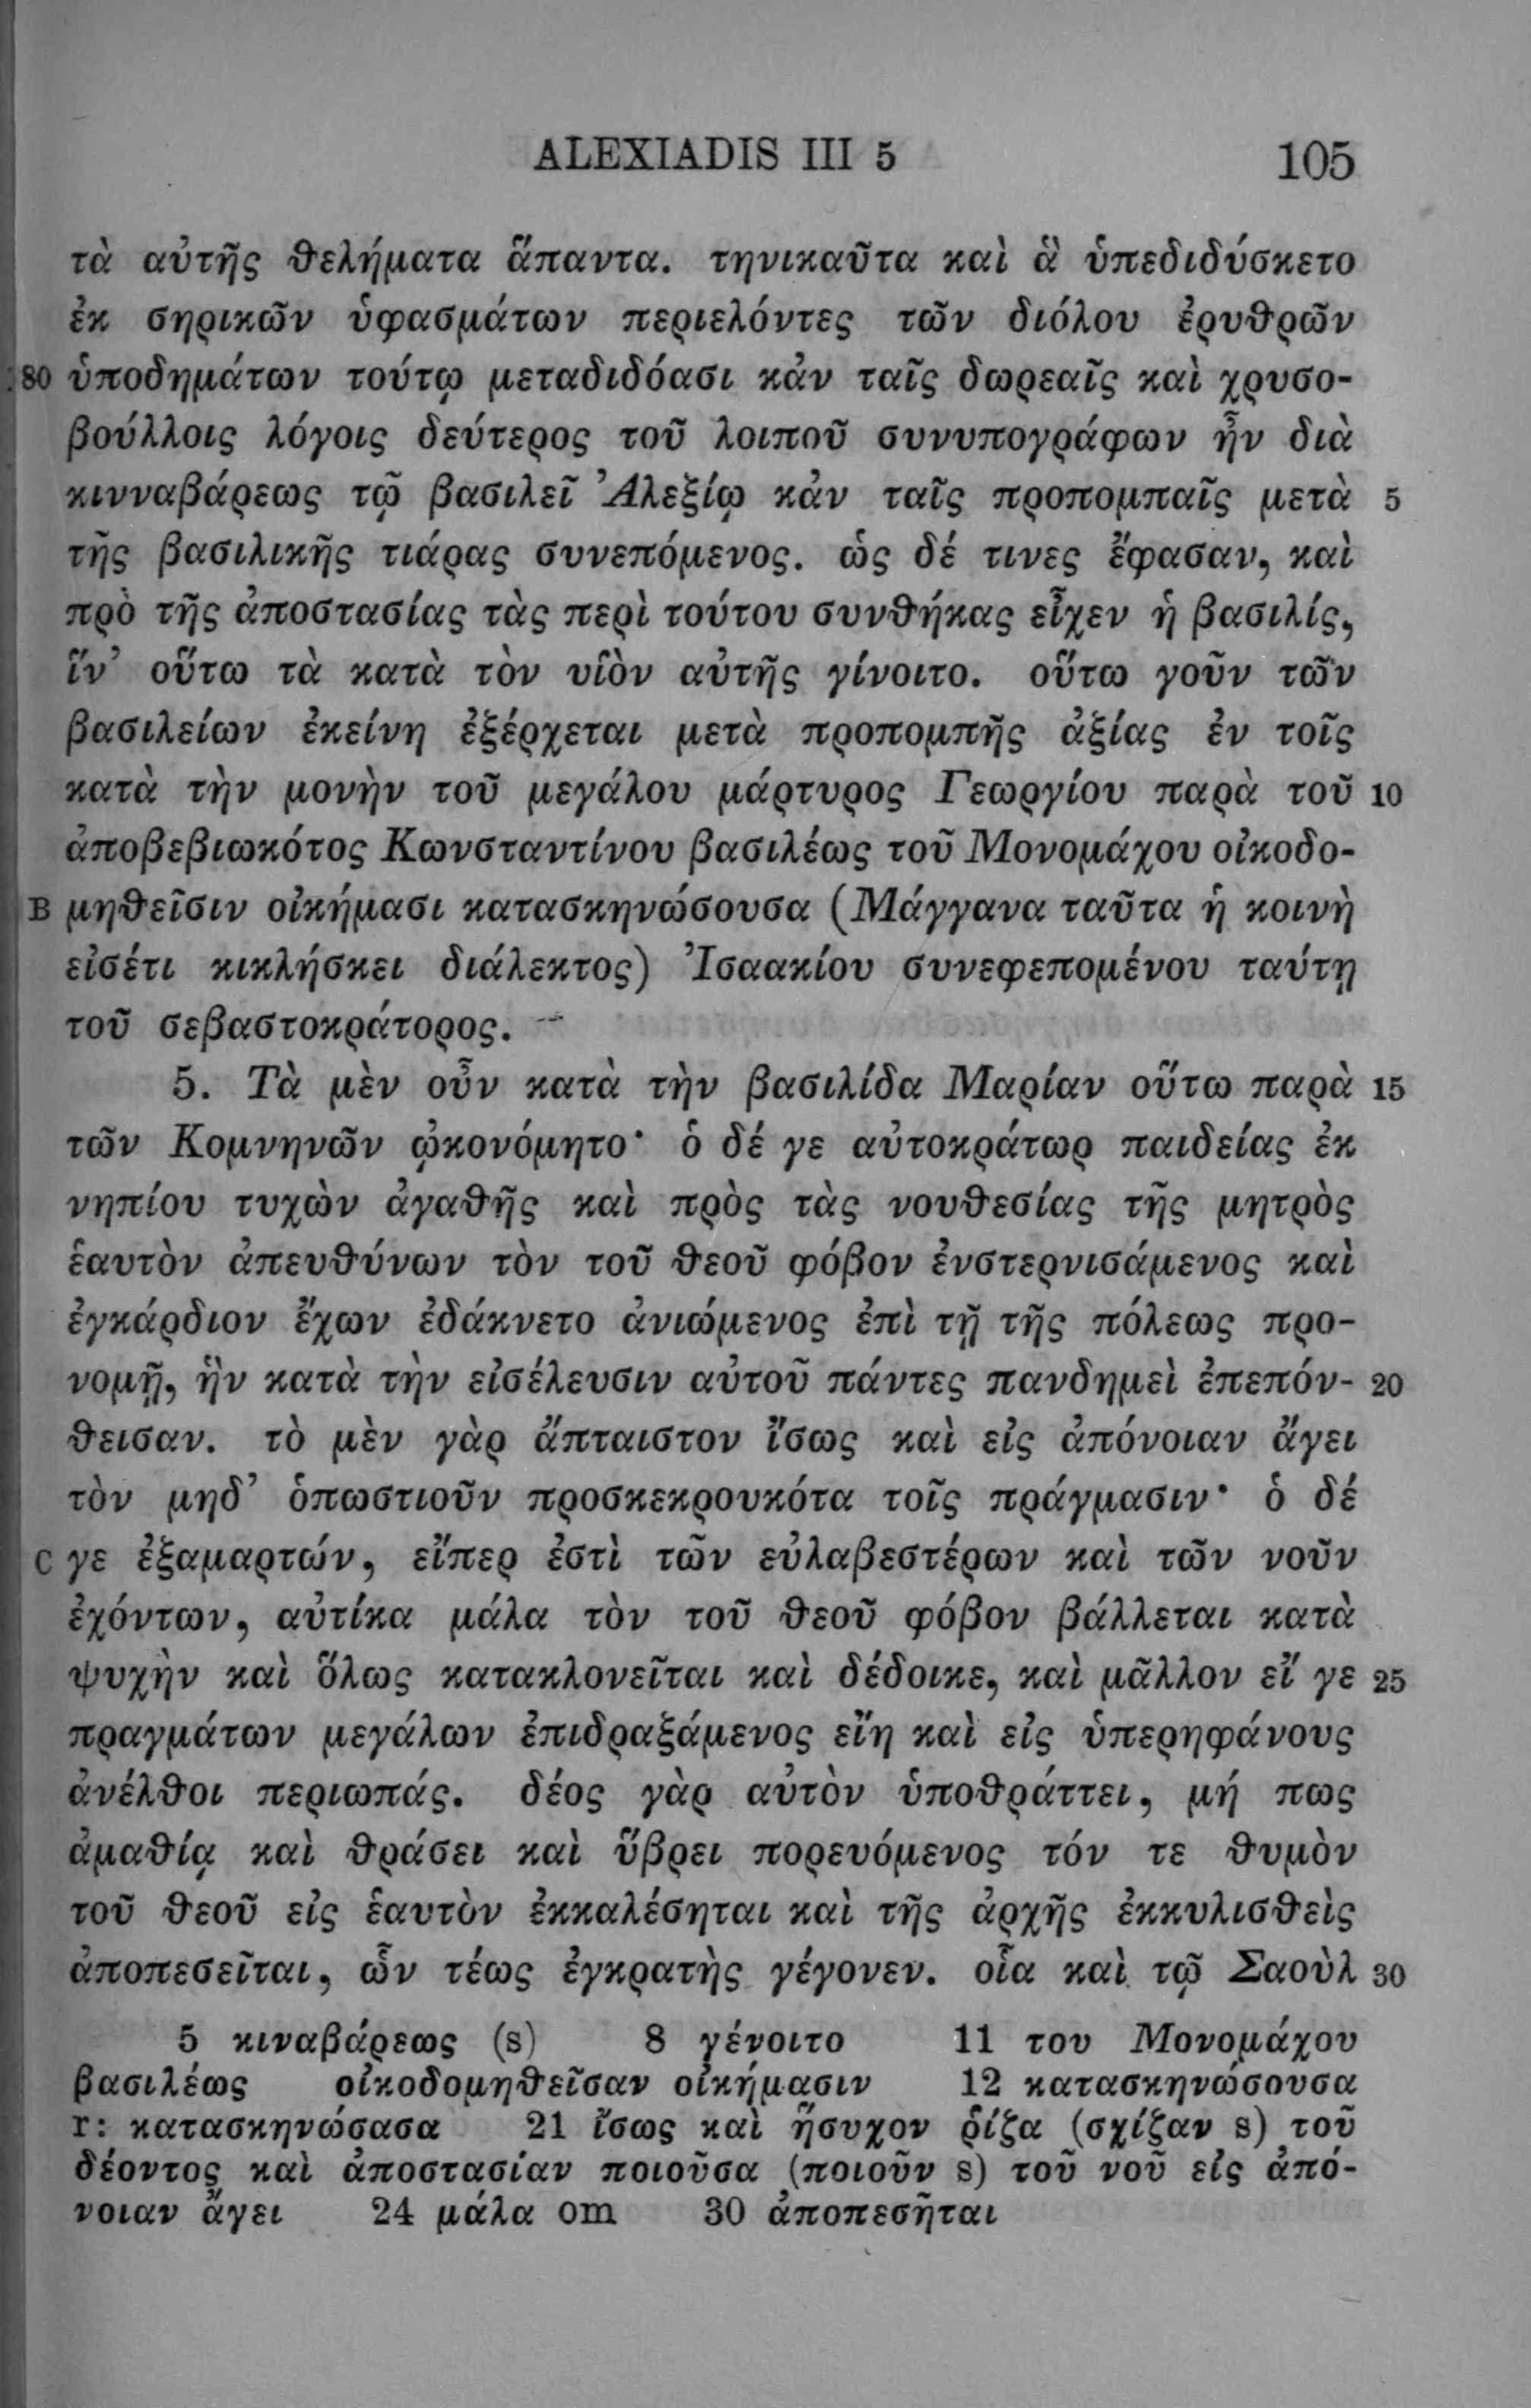 ALEXIADIS III 5 105
τὰ αὐτῆς θελήματα ἅπαντα. τηνικαῦτα καὶ ἃ ὑπεδιδύσκετο
ἐκ σηρικῶν ὑφασμάτων περιελόντες τῶν διόλου ἐρυθρῶν
80 ὑποδημάτων τούτῳ μεταδιδόασι κἀν ταῖς δωρεαῖς καὶ χρυσο-
βούλλοις λόγοις δεύτερος τοῦ λοιποῦ συνυπογράφων ἦν διὰ
κινναβάρεως τῷ βασιλεῖ Ἀλεξίῳ κἀν ταῖς προπομπαῖς μετὰ 5
τῆς βασιλικῆς τιάρας συνεπόμενος. ὡς δέ τινες ἔφασαν, καὶ
πρὸ τῆς ἀποστασίας τὰς περὶ τούτου συνθήκας εἶχεν ἡ βασιλίς,
ἵν' οὕτω τὰ κατὰ τὸν υἱὸν αὐτῆς γίνοιτο. οὕτω γοῦν τῶν
βασιλείων ἐκείνη ἐξέρχεται μετὰ προπομπῆς ἀξίας ἐν τοῖς
κατὰ τὴν μονὴν τοῦ μεγάλου μάρτυρος Γεωργίου παρὰ τοῦ 10
ἀποβεβιωκότος Κωνσταντίνου βασιλέως τοῦ Μονομάχου οἰκοδο-
B μηθεῖσιν οἰκήμασι κατασκηνώσουσα (Μάγγανα ταῦτα ἡ κοινὴ
εἰσέτι κικλήσκει διάλεκτος) Ἰσαακίου συνεφεπομένου ταύτῃ
τοῦ σεβαστοκράτορος.
5. Τὰ μὲν οὖν κατὰ τὴν βασιλίδα Μαρίαν οὕτω παρὰ 15
τῶν Κομνηνῶν ᾠκονόμητο· ὁ δέ γε αὐτοκράτωρ παιδείας ἐκ
νηπίου τυχὼν ἀγαθῆς καὶ πρὸς τὰς νουθεσίας τῆς μητρὸς
ἑαυτὸν ἀπευθύνων τὸν τοῦ θεοῦ φόβον ἐνστερνισάμενος καὶ
ἐγκάρδιον ἔχων ἐδάκνετο ἀνιώμενος ἐπὶ τῇ τῆς πόλεως προ-
νομῇ, ἣν κατὰ τὴν εἰσέλευσιν αὐτοῦ πάντες πανδημεὶ ἐπεπόν- 20
θεισαν. τὸ μὲν γὰρ ἄπταιστον ἴσως καὶ εἰς ἀπόνοιαν ἄγει
τὸν μηδ' ὁπωστιοῦν προσκεκρουκότα τοῖς πράγμασιν· ὁ δέ
C γε ἐξαμαρτών, εἴπερ ἐστὶ τῶν εὐλαβεστέρων καὶ τῶν νοῦν
ἐχόντων, αὐτίκα μάλα τὸν τοῦ θεοῦ φόβον βάλλεται κατὰ
ψυχὴν καὶ ὅλως κατακλονεῖται καὶ δέδοικε, καὶ μᾶλλον εἴ γε 25
πραγμάτων μεγάλων ἐπιδραξάμενος εἴη καὶ εἰς ὑπερηφάνους
ἀνέλθοι περιωπάς. δέος γὰρ αὐτὸν ὑποθράττει, μή πως
ἀμαθίᾳ καὶ θράσει καὶ ὕβρει πορευόμενος τόν τε θυμὸν
τοῦ θεοῦ εἰς ἑαυτὸν ἐκκαλέσηται καὶ τῆς ἀρχῆς ἐκκυλισθεὶς
ἀποπεσεῖται, ὧν τέως ἐγκρατὴς γέγονεν. οἷα καὶ τῷ Σαοὺλ 30
5 κιναβάρεως (s) 8 γένοιτο 11 του Μονομάχου
βασιλέως οἰκοδομηθεῖσαν οἰκήμασιν 12 κατασκηνώσουσα
r: κατασκηνώσασα 21 ἴσως καὶ ἥσυχον ῥίζα (σχίζαν s) τοῦ
δέοντος καὶ ἀποστασίαν ποιοῦσα (ποιοῦν s) τοῦ νοῦ εἰς ἀπό-
νοιαν ἄγει 24 μάλα om 30 ἀποπεσῆται